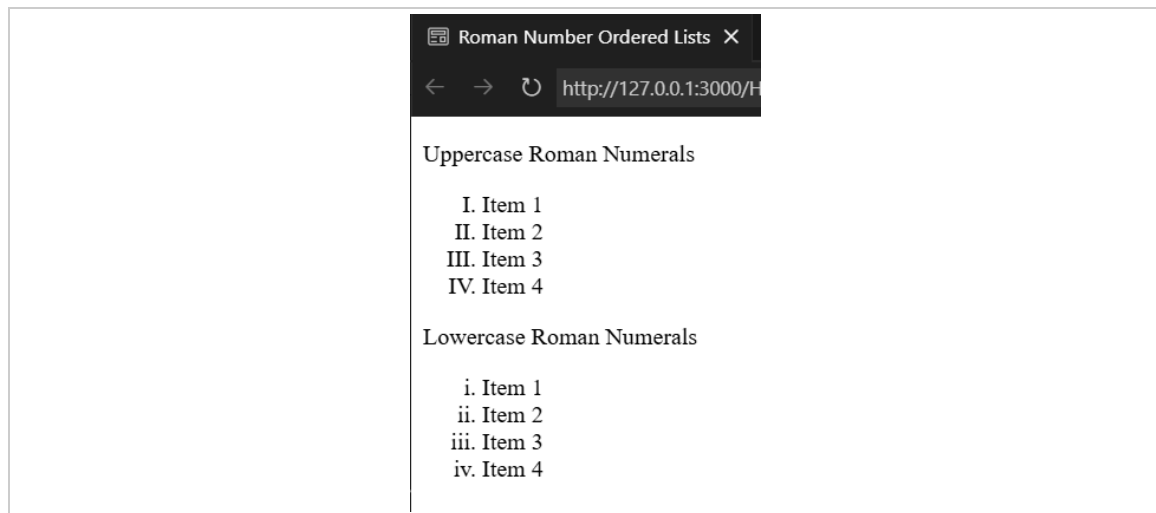 Roman Number Ordered Lists
http://127.0.0.1:3000/H
Uppercase Roman Numerals
I. Item 1
II. Item 2
III. Item 3
IV. Item 4
Lowercase Roman Numerals
i. Item 1
ii. Item 2
iii. Item 3
iv. Item 4